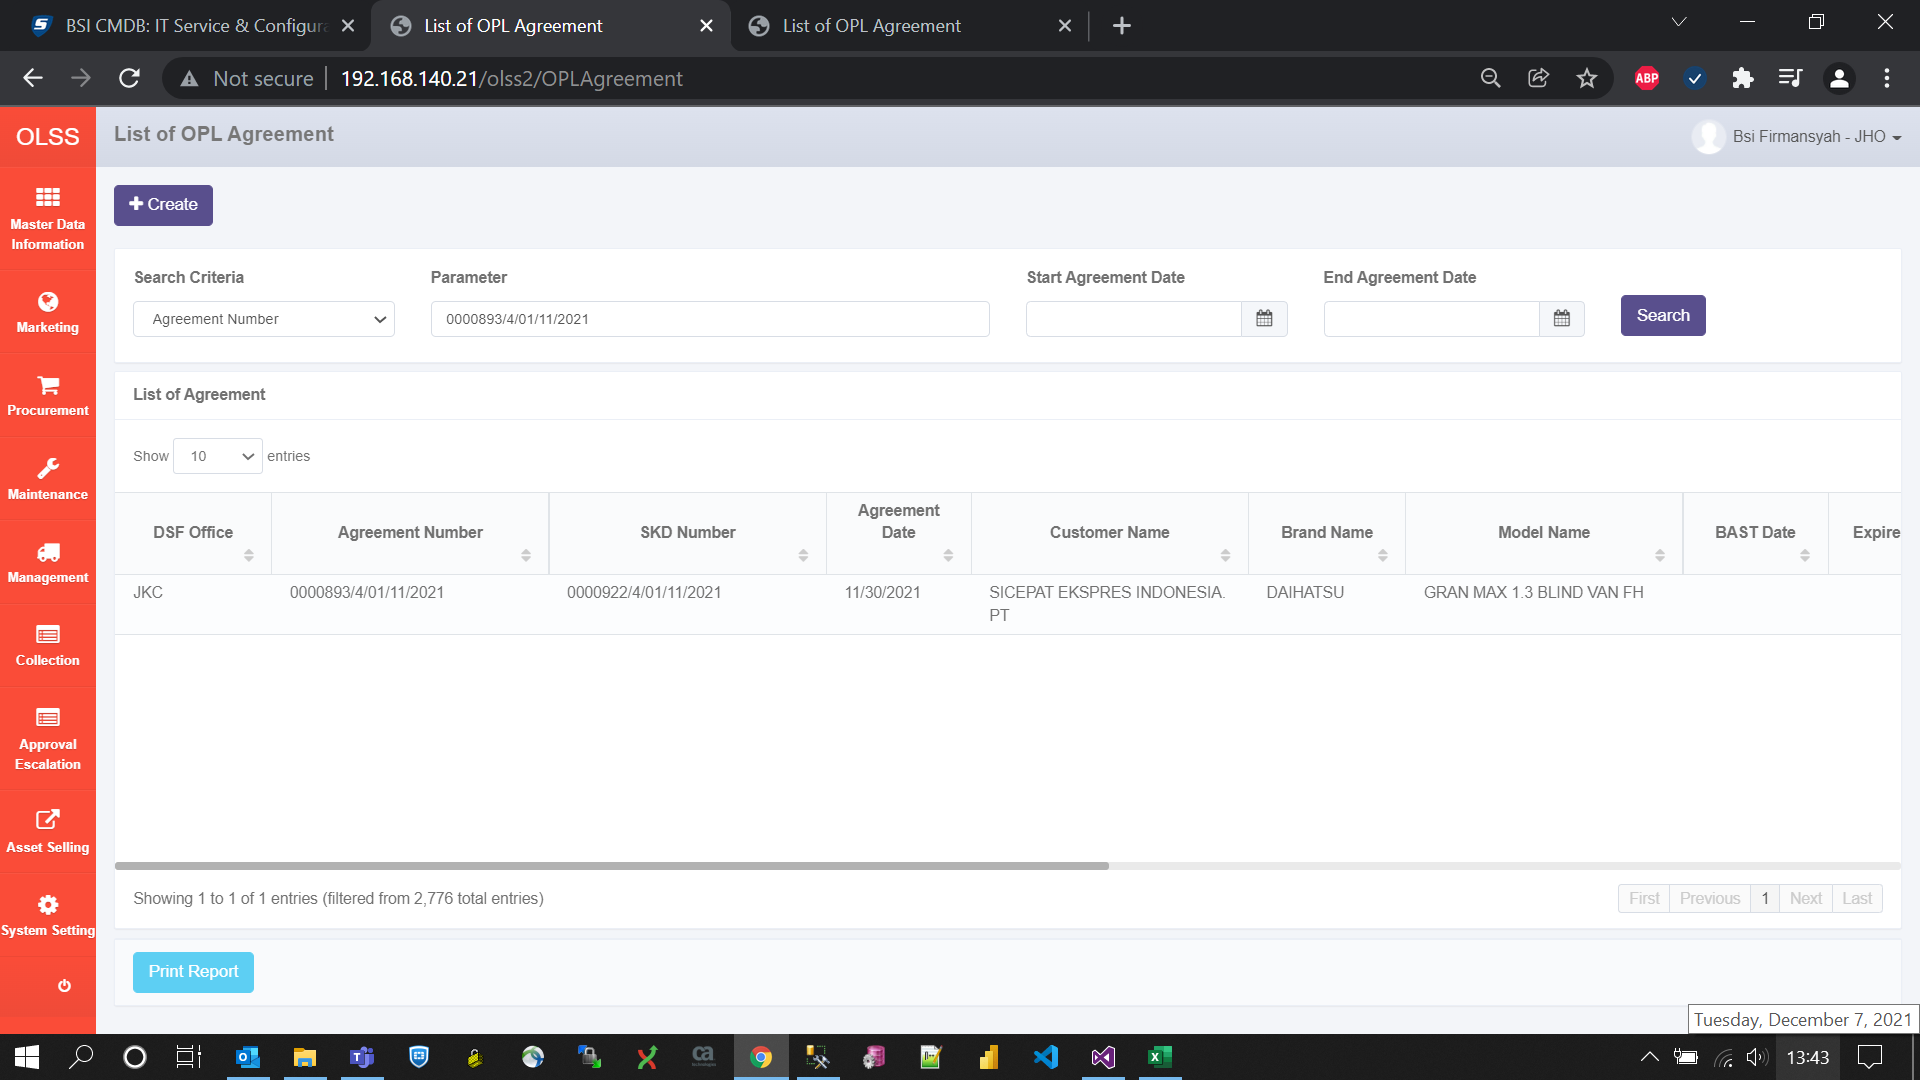 BSI CMDB: IT Service & Configura
List of OPL Agreement
List of OPL Agreement
Not secure
192.168.140.21/olss2/OPLAgreement
ABP
OLSS
List of OPL Agreement
Bsi Firmansyah - JHO
Master Data
Information
Marketing
Procurement
Maintenance
Management
Collection
Approval
Escalation
Asset Selling
System Setting
Create
Search Criteria
Parameter
Start Agreement Date
End Agreement Date
Agreement Number
0000893/4/01/11/2021
Search
List of Agreement
Show 10 entries
DSF Office
Agreement Number
SKD Number
Agreement
Date
Customer Name
Brand Name
Model Name
BAST Date
Expire
JKC
0000893/4/01/11/2021
0000922/4/01/11/2021
11/30/2021
SICEPAT EKSPRES INDONESIA.
PT
DAIHATSU
GRAN MAX 1.3 BLIND VAN FH
Showing 1 to 1 of 1 entries (filtered from 2,776 total entries)
First Previous 1 Next Last
Print Report
Tuesday, December 7, 2021
ca
13:43